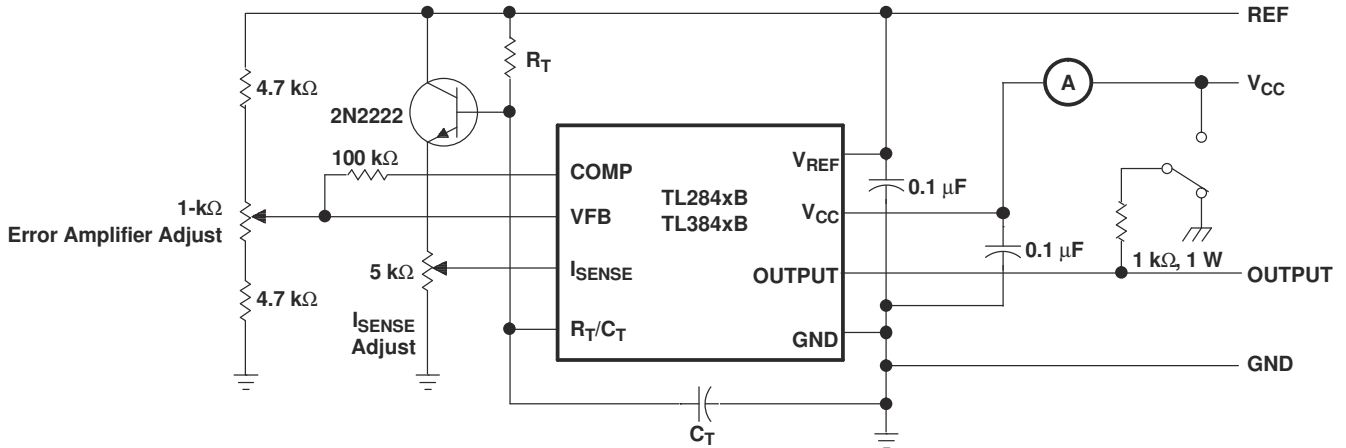 REF
R_T
A
V_CC
4.7 kΩ
2N2222
100 kΩ
COMP
V_REF
0.1 μF
TL284xB
TL384xB
1-kΩ
Error Amplifier Adjust
VFB
V_CC
0.1 μF
1 kΩ, 1 W
5 kΩ
I_SENSE
OUTPUT
OUTPUT
4.7 kΩ
I_SENSE
Adjust
R_T/C_T
GND
GND
C_T